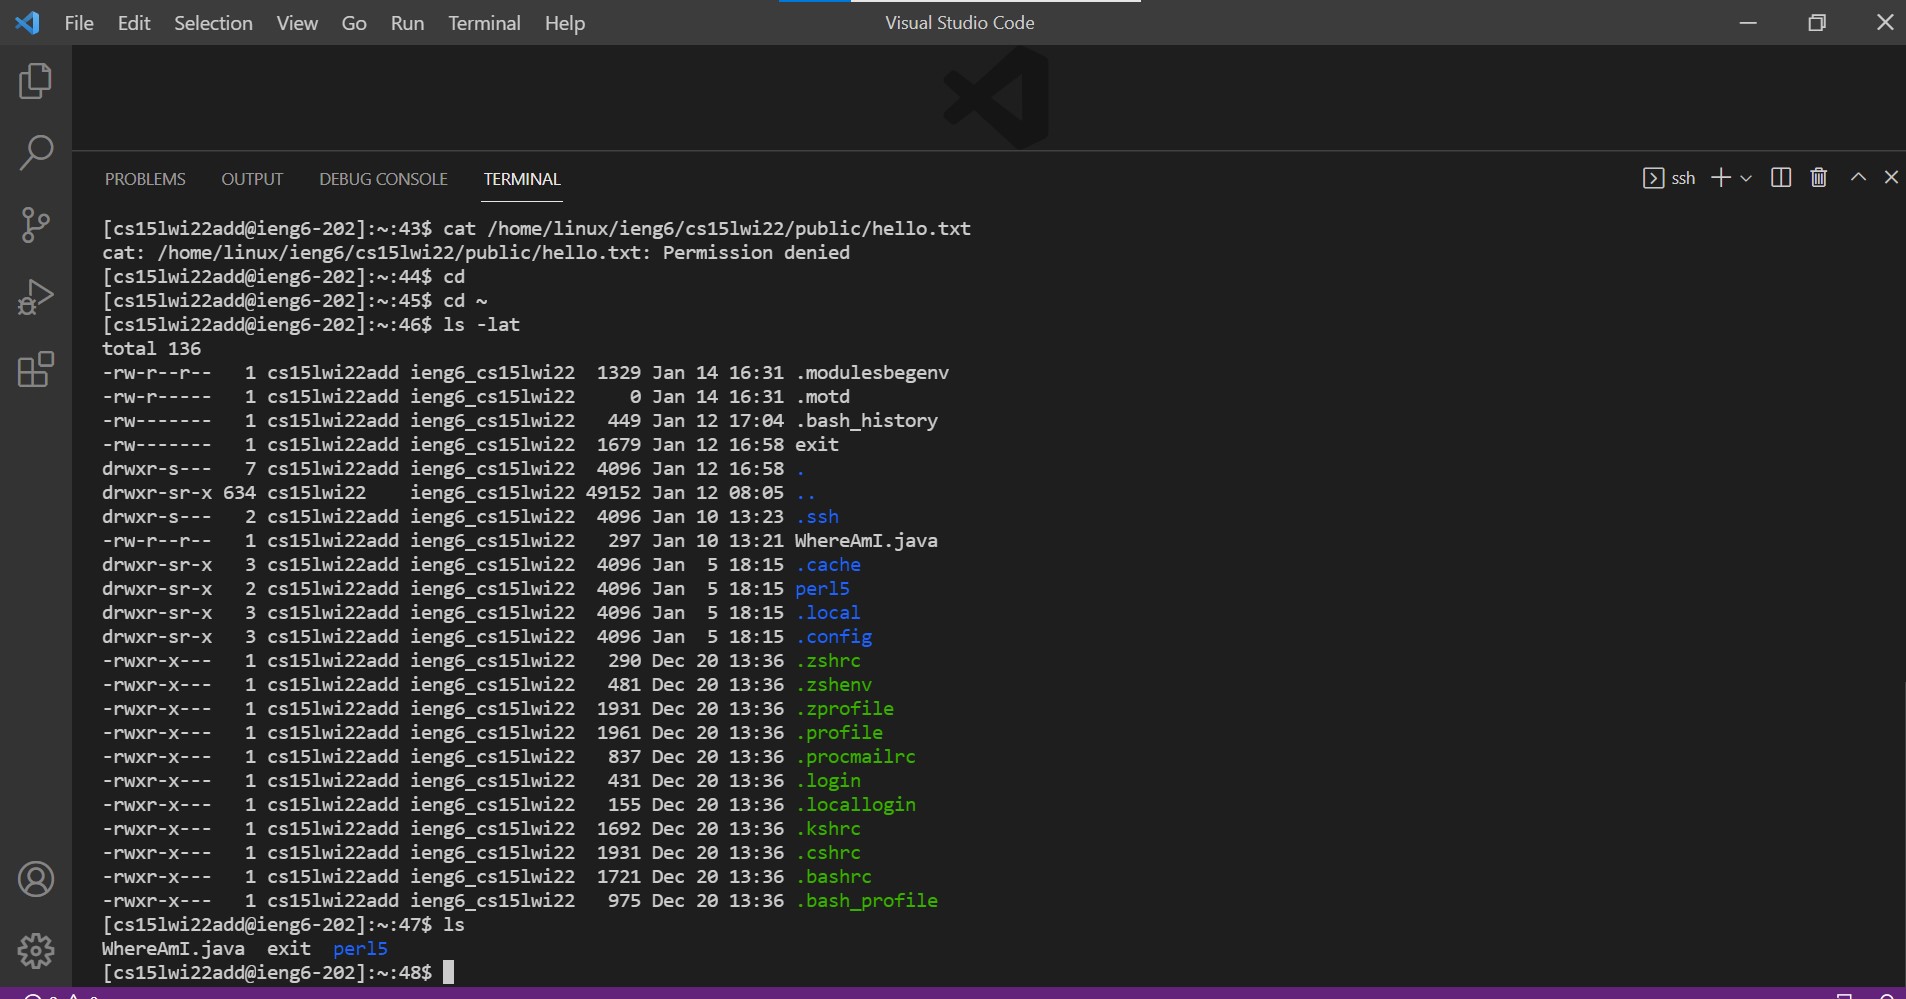 File Edit Selection View Go Run Terminal Help Visual Studio Code
PROBLEMS OUTPUT DEBUG CONSOLE TERMINAL ssh
[cs15lwi22add@ieng6-202]:~:43$ cat /home/linux/ieng6/cs15lwi22/public/hello.txt
cat: /home/linux/ieng6/cs15lwi22/public/hello.txt: Permission denied
[cs15lwi22add@ieng6-202]:~:44$ cd
[cs15lwi22add@ieng6-202]:~:45$ cd ~
[cs15lwi22add@ieng6-202]:~:46$ ls -lat
total 136
-rw-r--r--   1 cs15lwi22add ieng6_cs15lwi22  1329 Jan 14 16:31 .modulesbegenv
-rw-r-----   1 cs15lwi22add ieng6_cs15lwi22     0 Jan 14 16:31 .motd
-rw-------   1 cs15lwi22add ieng6_cs15lwi22   449 Jan 12 17:04 .bash_history
-rw-------   1 cs15lwi22add ieng6_cs15lwi22  1679 Jan 12 16:58 exit
drwxr-s---   7 cs15lwi22add ieng6_cs15lwi22  4096 Jan 12 16:58 .
drwxr-sr-x 634 cs15lwi22    ieng6_cs15lwi22 49152 Jan 12 08:05 ..
drwxr-s---   2 cs15lwi22add ieng6_cs15lwi22  4096 Jan 10 13:23 .ssh
-rw-r--r--   1 cs15lwi22add ieng6_cs15lwi22   297 Jan 10 13:21 WhereAmI.java
drwxr-sr-x   3 cs15lwi22add ieng6_cs15lwi22  4096 Jan  5 18:15 .cache
drwxr-sr-x   2 cs15lwi22add ieng6_cs15lwi22  4096 Jan  5 18:15 perl5
drwxr-sr-x   3 cs15lwi22add ieng6_cs15lwi22  4096 Jan  5 18:15 .local
drwxr-sr-x   3 cs15lwi22add ieng6_cs15lwi22  4096 Jan  5 18:15 .config
-rwxr-x---   1 cs15lwi22add ieng6_cs15lwi22   290 Dec 20 13:36 .zshrc
-rwxr-x---   1 cs15lwi22add ieng6_cs15lwi22   481 Dec 20 13:36 .zshenv
-rwxr-x---   1 cs15lwi22add ieng6_cs15lwi22  1931 Dec 20 13:36 .zprofile
-rwxr-x---   1 cs15lwi22add ieng6_cs15lwi22  1961 Dec 20 13:36 .profile
-rwxr-x---   1 cs15lwi22add ieng6_cs15lwi22   837 Dec 20 13:36 .procmailrc
-rwxr-x---   1 cs15lwi22add ieng6_cs15lwi22   431 Dec 20 13:36 .login
-rwxr-x---   1 cs15lwi22add ieng6_cs15lwi22   155 Dec 20 13:36 .locallogin
-rwxr-x---   1 cs15lwi22add ieng6_cs15lwi22  1692 Dec 20 13:36 .kshrc
-rwxr-x---   1 cs15lwi22add ieng6_cs15lwi22  1931 Dec 20 13:36 .cshrc
-rwxr-x---   1 cs15lwi22add ieng6_cs15lwi22  1721 Dec 20 13:36 .bashrc
-rwxr-x---   1 cs15lwi22add ieng6_cs15lwi22   975 Dec 20 13:36 .bash_profile
[cs15lwi22add@ieng6-202]:~:47$ ls
WhereAmI.java  exit  perl5
[cs15lwi22add@ieng6-202]:~:48$